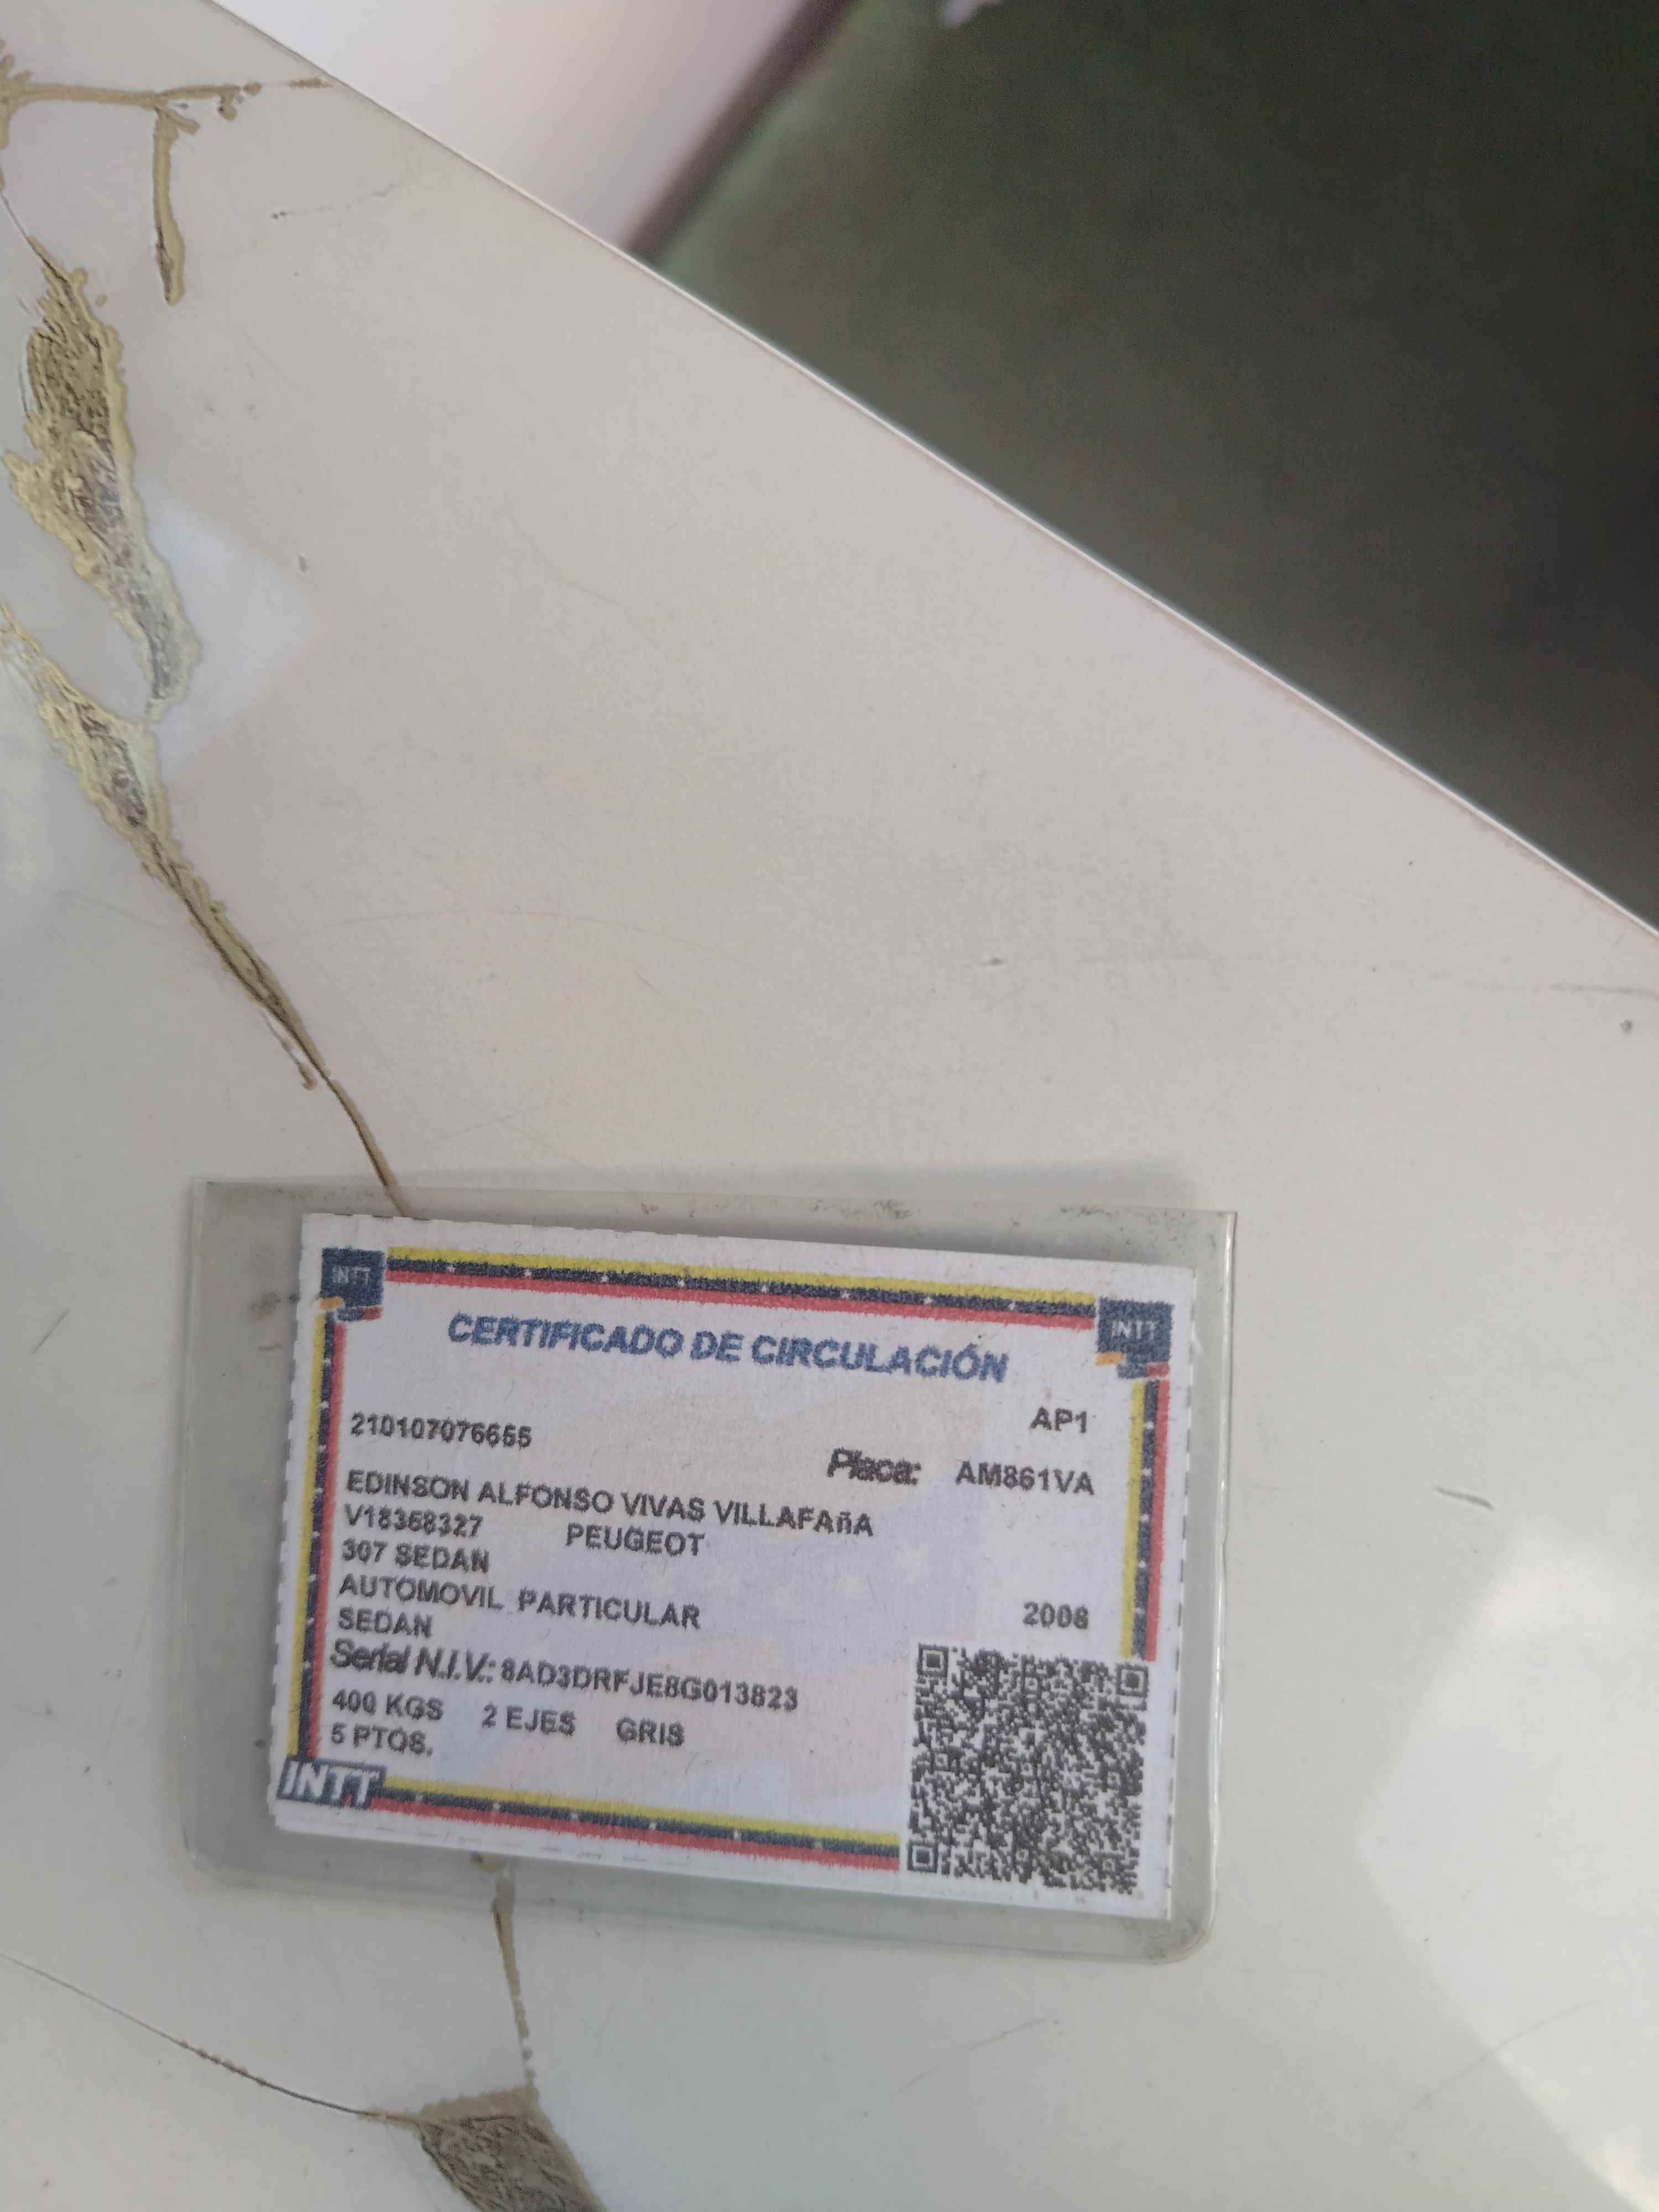 INTT
INTT
CERTIFICADO DE CIRCULACIÓN
AP1
210107076655
Placa: AM861VA
EDINSON ALFONSO VIVAS VILLAFAñA
V18368327 PEUGEOT
307 SEDAN
AUTOMOVIL PARTICULAR 2008
SEDAN
Serial N.I.V.: 8AD3DRFJE8G013823
400 KGS 2 EJES GRIS
5 PTOS.
INTT